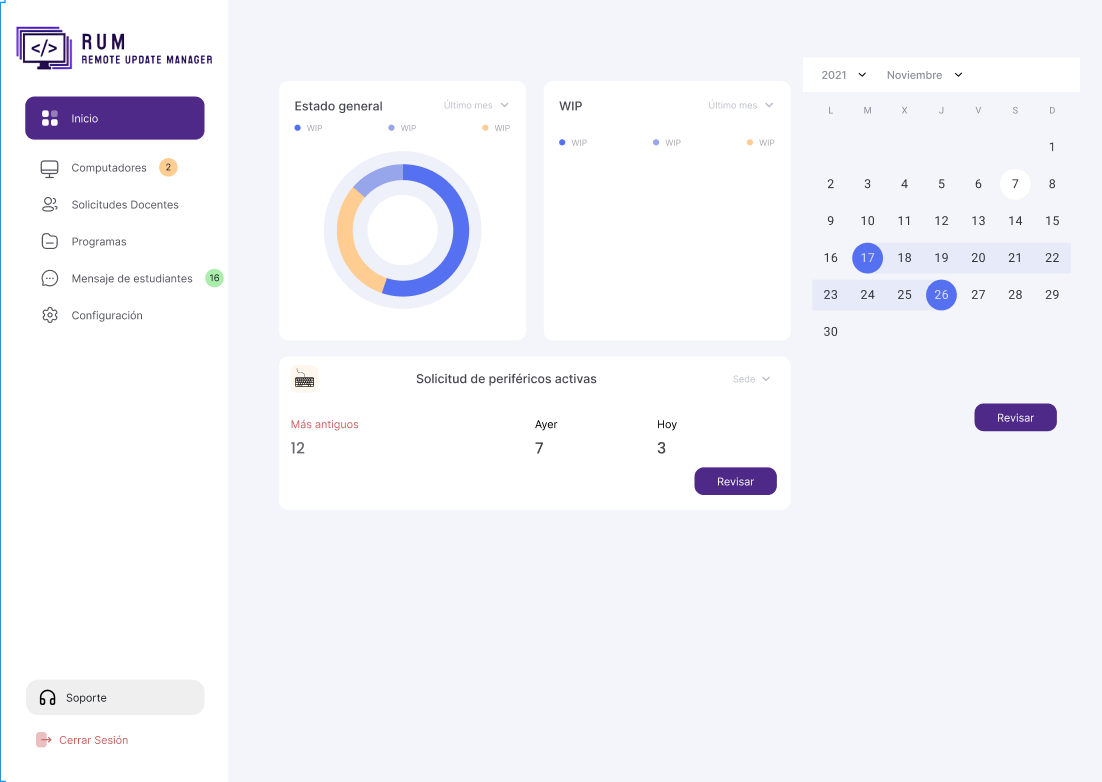 </>
RUM
REMOTE UPDATE MANAGER
Inicio
Computadores 2
Solicitudes Docentes
Programas
Mensaje de estudiantes 16
Configuración
Soporte
Cerrar Sesión
Estado general Último mes
WIP WIP WIP
WIP Último mes
WIP WIP WIP
Solicitud de periféricos activas Sede
Más antiguos Ayer Hoy
12 7 3
Revisar
2021 Noviembre
L M X J V S D
1
2 3 4 5 6 7 8
9 10 11 12 13 14 15
16 17 18 19 20 21 22
23 24 25 26 27 28 29
30
Revisar